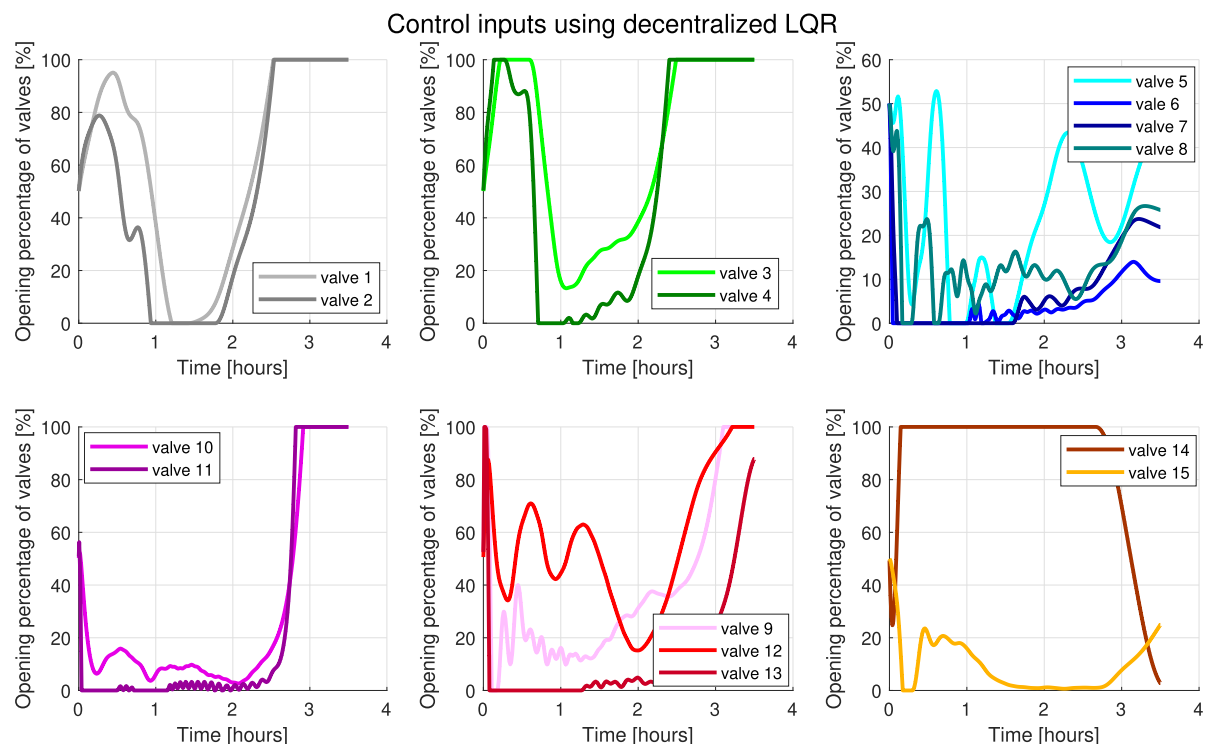 Control inputs using decentralized LQR
Opening percentage of valves [%]
100
80
60
40
20
0
0 1 2 3 4
Time [hours]
valve 1
valve 2
Opening percentage of valves [%]
100
80
60
40
20
0
0 1 2 3 4
Time [hours]
valve 3
valve 4
Opening percentage of valves [%]
60
50
40
30
20
10
0
0 1 2 3 4
Time [hours]
valve 5
vale 6
valve 7
valve 8
Opening percentage of valves [%]
100
80
60
40
20
0
0 1 2 3 4
Time [hours]
valve 10
valve 11
Opening percentage of valves [%]
100
80
60
40
20
0
0 1 2 3 4
Time [hours]
valve 9
valve 12
valve 13
Opening percentage of valves [%]
100
80
60
40
20
0
0 1 2 3 4
Time [hours]
valve 14
valve 15